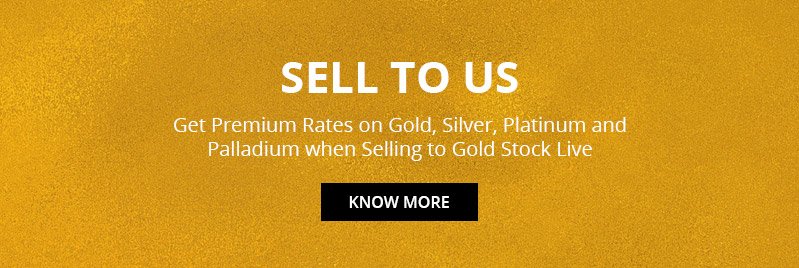 SELL TO US
Get Premium Rates on Gold, Silver, Platinum and
Palladium when Selling to Gold Stock Live
KNOW MORE